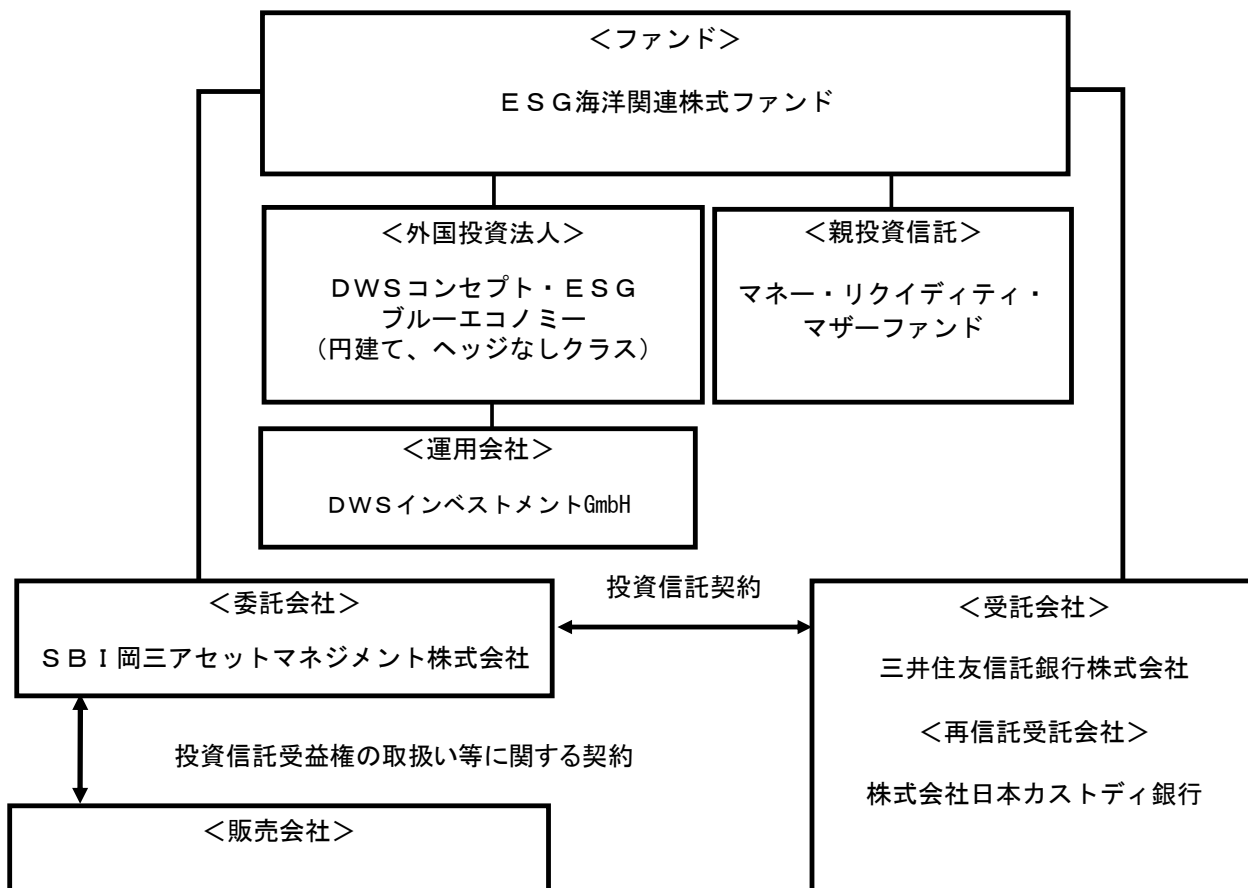 ＜ファンド＞
ＥＳＧ海洋関連株式ファンド
＜外国投資法人＞
ＤＷＳコンセプト・ＥＳＧ
ブルーエコノミー
（円建て、ヘッジなしクラス）
＜親投資信託＞
マネー・リクイディティ・
マザーファンド
＜運用会社＞
ＤＷＳインベストメントGmbH
＜委託会社＞
ＳＢＩ岡三アセットマネジメント株式会社
投資信託契約
＜受託会社＞
三井住友信託銀行株式会社
＜再信託受託会社＞
株式会社日本カストディ銀行
投資信託受益権の取扱い等に関する契約
＜販売会社＞